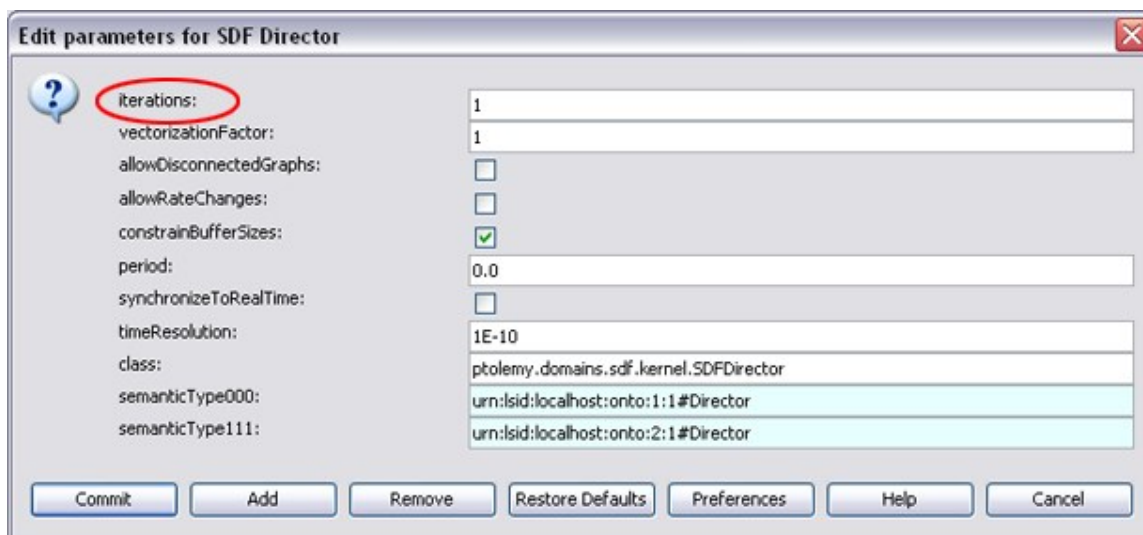 Edit parameters for SDF Director
iterations: 1
vectorizationFactor: 1
allowDisconnectedGraphs:
allowRateChanges:
constrainBufferSizes:
period: 0.0
synchronizeToRealTime:
timeResolution: 1E-10
class: ptolemy.domains.sdf.kernel.SDFDirector
semanticType000: urn:lsid:localhost:onto:1:1#Director
semanticType111: urn:lsid:localhost:onto:2:1#Director
Commit Add Remove Restore Defaults Preferences Help Cancel